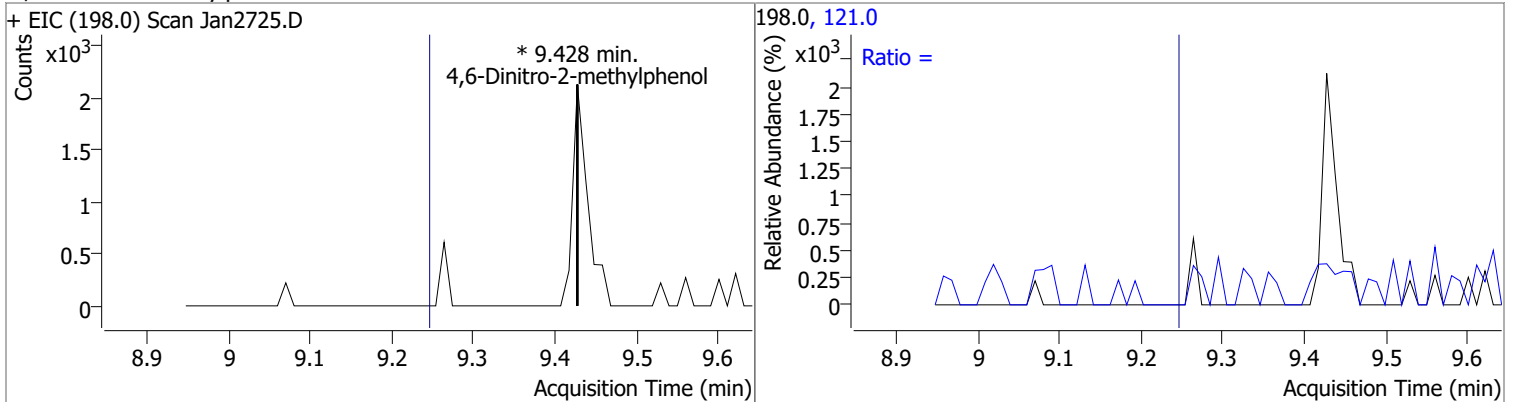 + EIC (198.0) Scan Jan2725.D
Counts
x10³
2
1.5
1
0.5
0
* 9.428 min.
4,6-Dinitro-2-methylphenol
8.9 9 9.1 9.2 9.3 9.4 9.5 9.6
Acquisition Time (min)
198.0, 121.0
Relative Abundance (%)
x10³
Ratio =
2
1.75
1.5
1.25
1
0.75
0.5
0.25
0
8.9 9 9.1 9.2 9.3 9.4 9.5 9.6
Acquisition Time (min)